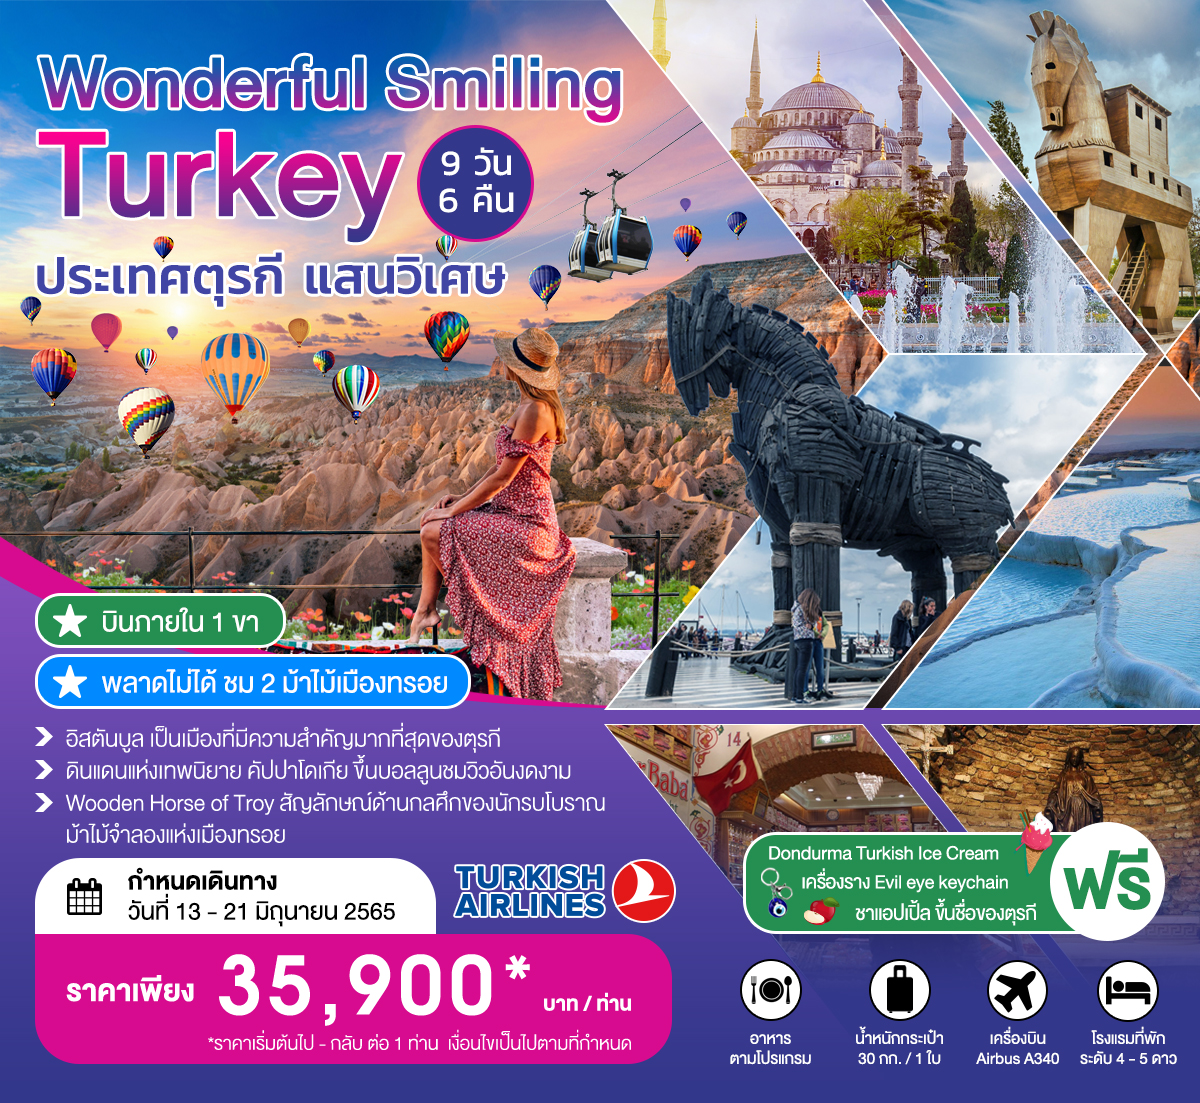 Wonderful Smiling
Turkey
9 วัน
6 คืน
ประเทศตุรกี แสนวิเศษ
บินภายใน 1 ขา
พลาดไม่ได้ ชม 2 ม้าไม้เมืองทรอย
อิสตันบูล เป็นเมืองที่มีความสำคัญมากที่สุดของตุรกี
ดินแดนแห่งเทพนิยาย คัปปาโดเกีย ขึ้นบอลลูนชมวิวอันงดงาม
Wooden Horse of Troy สัญลักษณ์ด้านกลศึกของนักรบโบราณ
ม้าไม้จำลองแห่งเมืองทรอย
กำหนดเดินทาง
วันที่ 13 - 21 มิถุนายน 2565
TURKISH
AIRLINES
ราคาเพียง 35,900* บาท / ท่าน
*ราคาเริ่มต้นไป - กลับ ต่อ 1 ท่าน เงื่อนไขเป็นไปตามที่กำหนด
14
Baba
Dondurma Turkish Ice Cream
เครื่องราง Evil eye keychain
ชาแอปเปิ้ล ขึ้นชื่อของตุรกี
ฟรี
อาหาร
ตามโปรแกรม
น้ำหนักกระเป๋า
30 กก. / 1 ใบ
เครื่องบิน
Airbus A340
โรงแรมที่พัก
ระดับ 4 - 5 ดาว